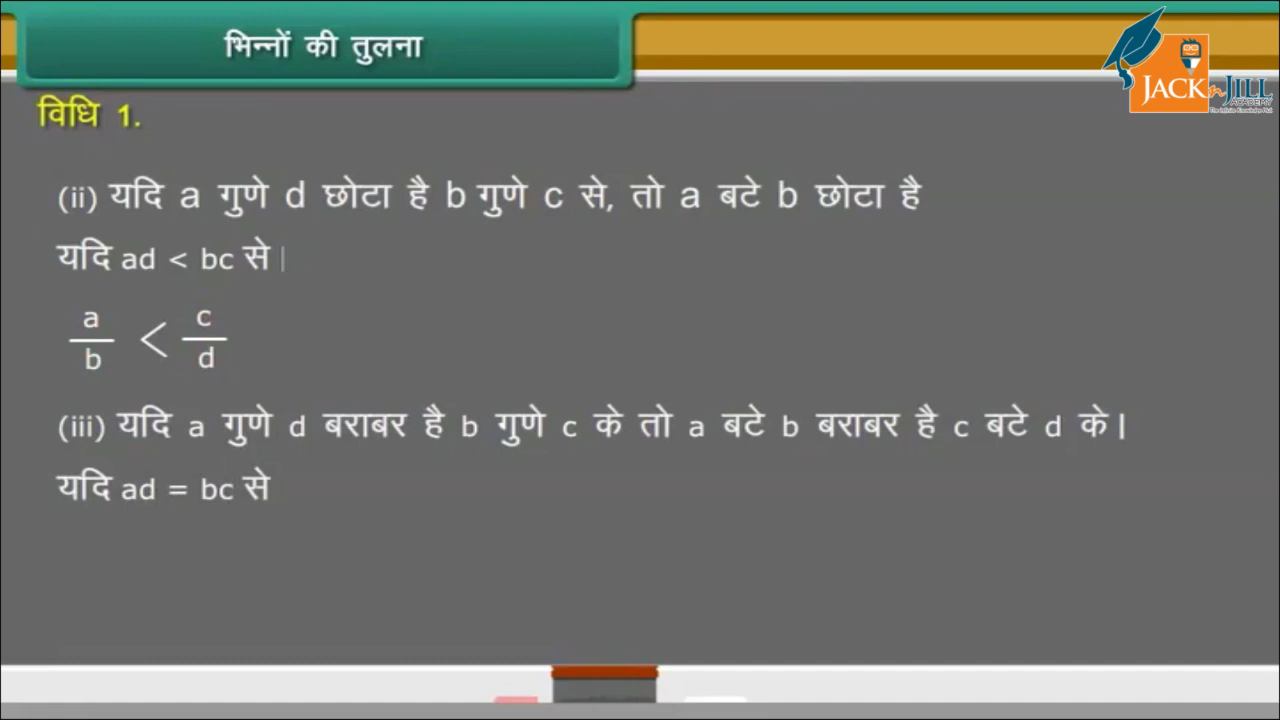 भिन्नों की तुलना
JACK n JILL
ACADEMY
विधि 1.
(ii) यदि a गुणे d छोटा है b गुणे c से, तो a बटे b छोटा है
यदि ad < bc से |
a/b < c/d
(iii) यदि a गुणे d बराबर है b गुणे c के तो a बटे b बराबर है c बटे d के|
यदि ad = bc से